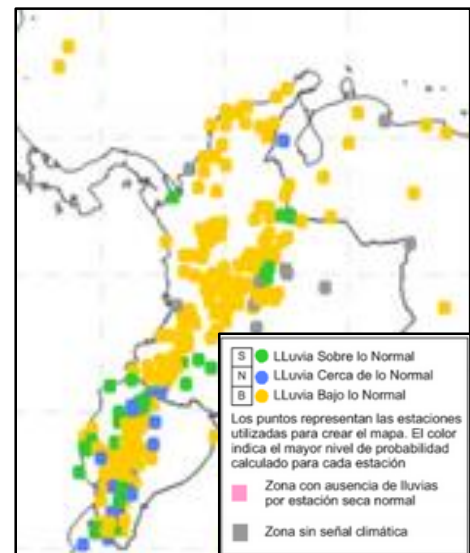 S LLuvia Sobre lo Normal
N LLuvia Cerca de lo Normal
B LLuvia Bajo lo Normal
Los puntos representan las estaciones
utilizadas para crear el mapa. El color
indica el mayor nivel de probabilidad
calculado para cada estación
Zona con ausencia de lluvias
por estación seca normal
Zona sin señal climática